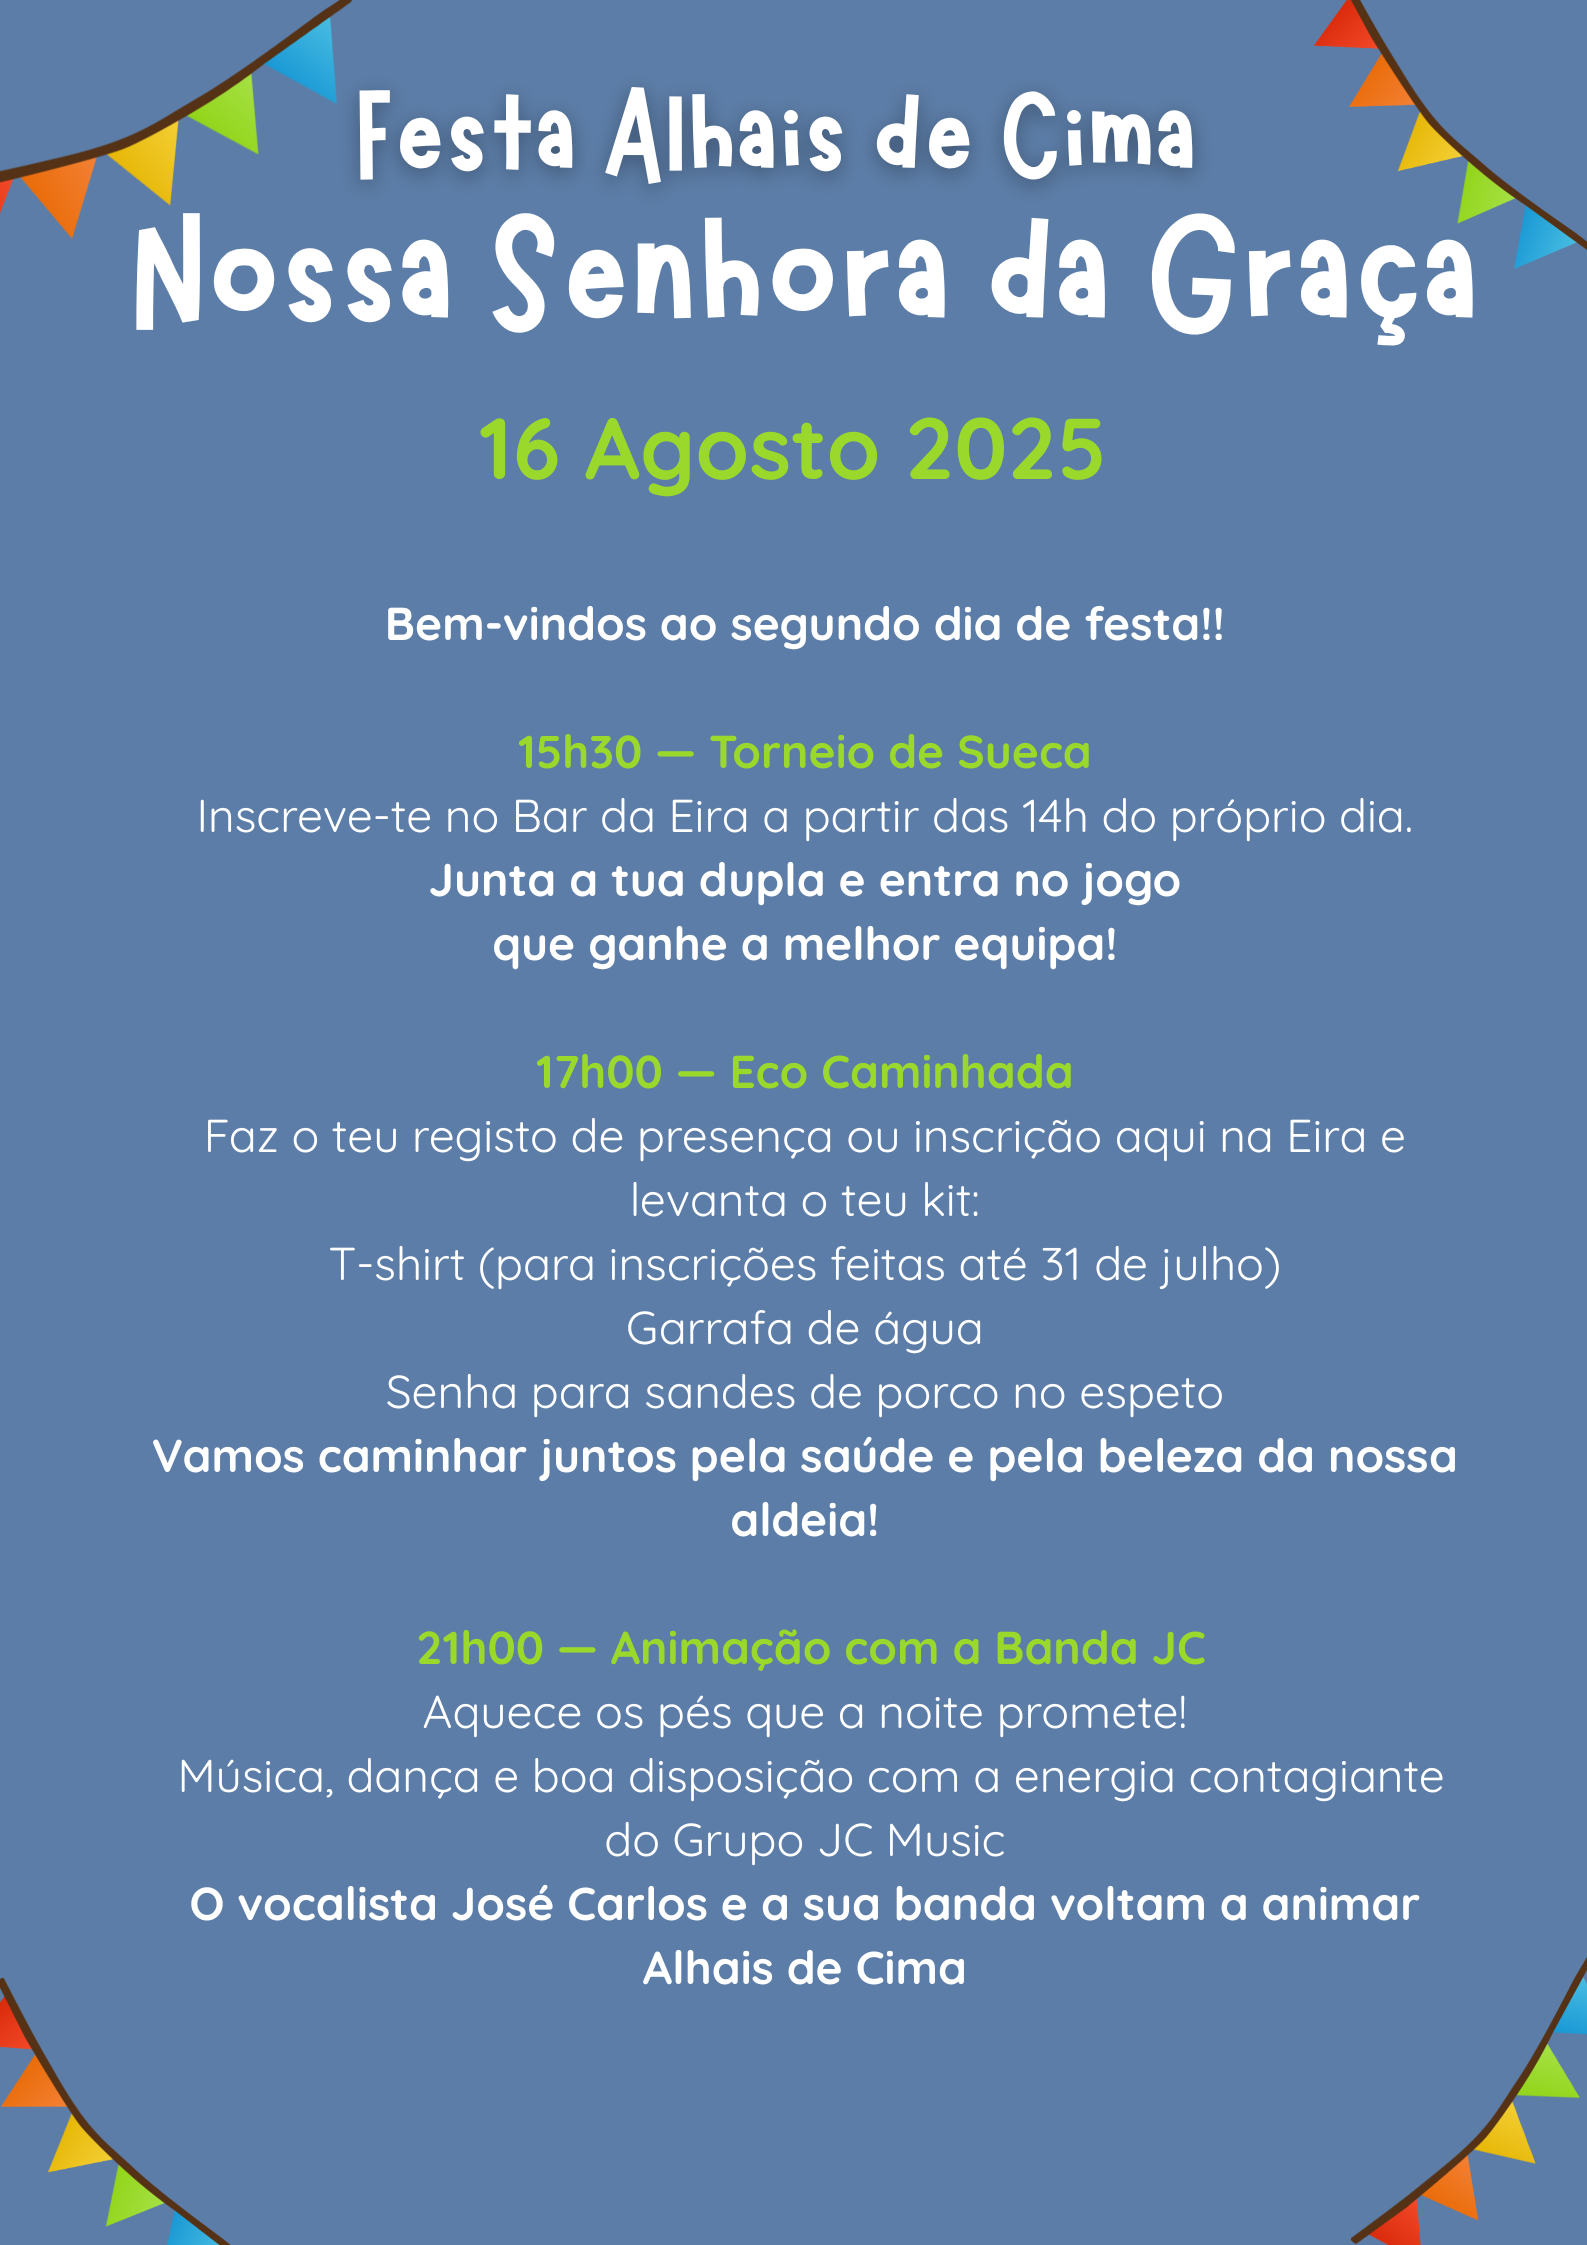 Festa Alhais de Cima
Nossa Senhora da Graça
16 Agosto 2025
Bem-vindos ao segundo dia de festa!!
15h30 — Torneio de Sueca
Inscreve-te no Bar da Eira a partir das 14h do próprio dia.
Junta a tua dupla e entra no jogo
que ganhe a melhor equipa!
17h00 — Eco Caminhada
Faz o teu registo de presença ou inscrição aqui na Eira e
levanta o teu kit:
T-shirt (para inscrições feitas até 31 de julho)
Garrafa de água
Senha para sandes de porco no espeto
Vamos caminhar juntos pela saúde e pela beleza da nossa
aldeia!
21h00 — Animação com a Banda JC
Aquece os pés que a noite promete!
Música, dança e boa disposição com a energia contagiante
do Grupo JC Music
O vocalista José Carlos e a sua banda voltam a animar
Alhais de Cima